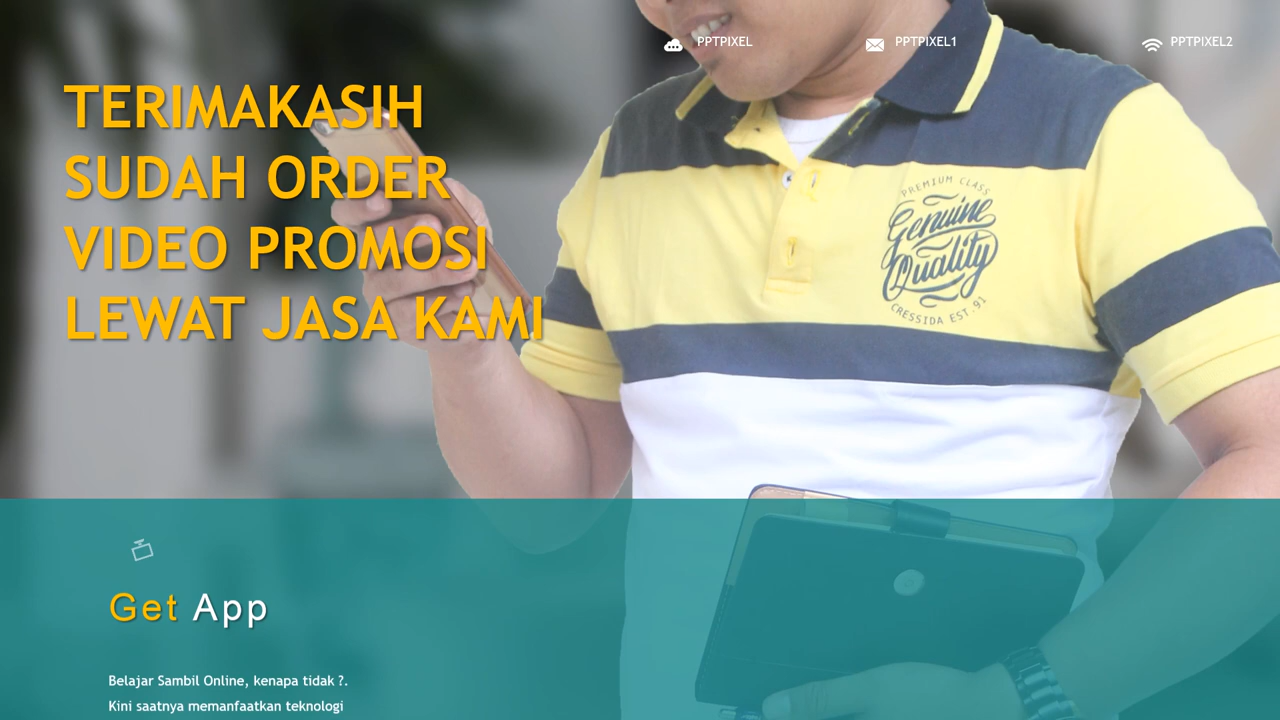 PPTPIXEL
PPTPIXEL1
PPTPIXEL2
TERIMAKASIH
SUDAH ORDER
VIDEO PROMOSI
LEWAT JASA KAMI
PREMIUM CLASS
Genuine
Quality
CRESSIDA EST.91
Get App
Belajar Sambil Online, kenapa tidak ?.
Kini saatnya memanfaatkan teknologi